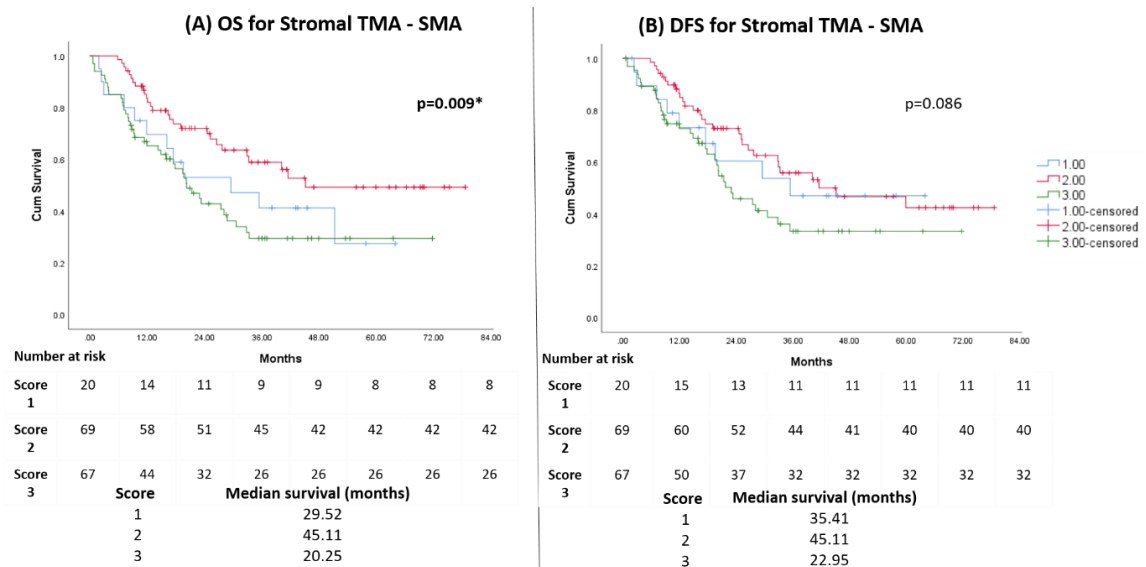 (A) OS for Stromal TMA - SMA
p=0.009*
Cum Survival
1.0
0.8
0.6
0.4
0.2
0.0
.00 12.00 24.00 36.00 48.00 60.00 72.00 84.00
Months
Number at risk
Score 1 20 14 11 9 9 8 8 8
Score 2 69 58 51 45 42 42 42 42
Score 3 67 44 32 26 26 26 26 26
Score Median survival (months)
1 29.52
2 45.11
3 20.25
(B) DFS for Stromal TMA - SMA
p=0.086
Cum Survival
1.0
0.8
0.6
0.4
0.2
0.0
.00 12.00 24.00 36.00 48.00 60.00 72.00 84.00
Months
1.00
2.00
3.00
1.00-censored
2.00-censored
3.00-censored
Number at risk
Score 1 20 15 13 11 11 11 11 11
Score 2 69 60 52 44 41 40 40 40
Score 3 67 50 37 32 32 32 32 32
Score Median survival (months)
1 35.41
2 45.11
3 22.95